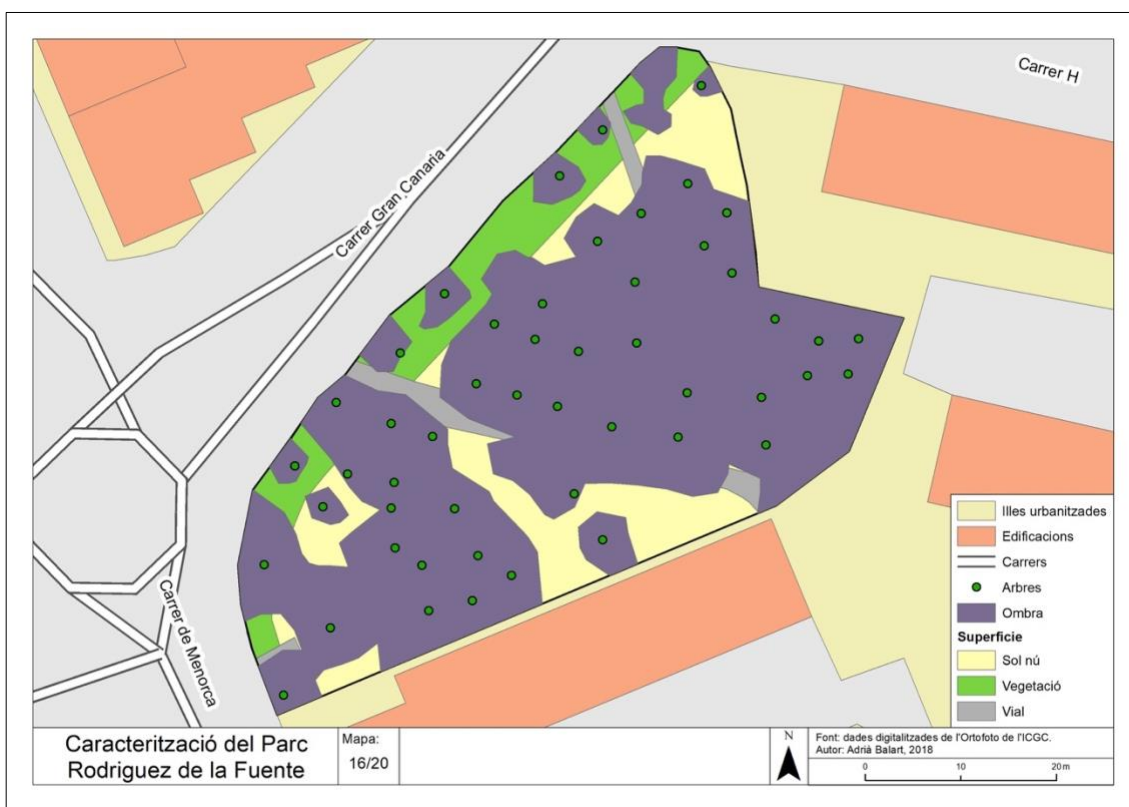 Carrer H
Carrer Gran Canaria
Carrer de Menorca
Illes urbanitzades
Edificacions
Carrers
Arbres
Ombra
Superficie
Sol nú
Vegetació
Vial
Caracterització del Parc
Rodriguez de la Fuente
Mapa:
16/20
N
Font: dades digitalitzades de l'Ortofoto de l'ICGC.
Autor: Adrià Balart, 2018
0 10 20 m